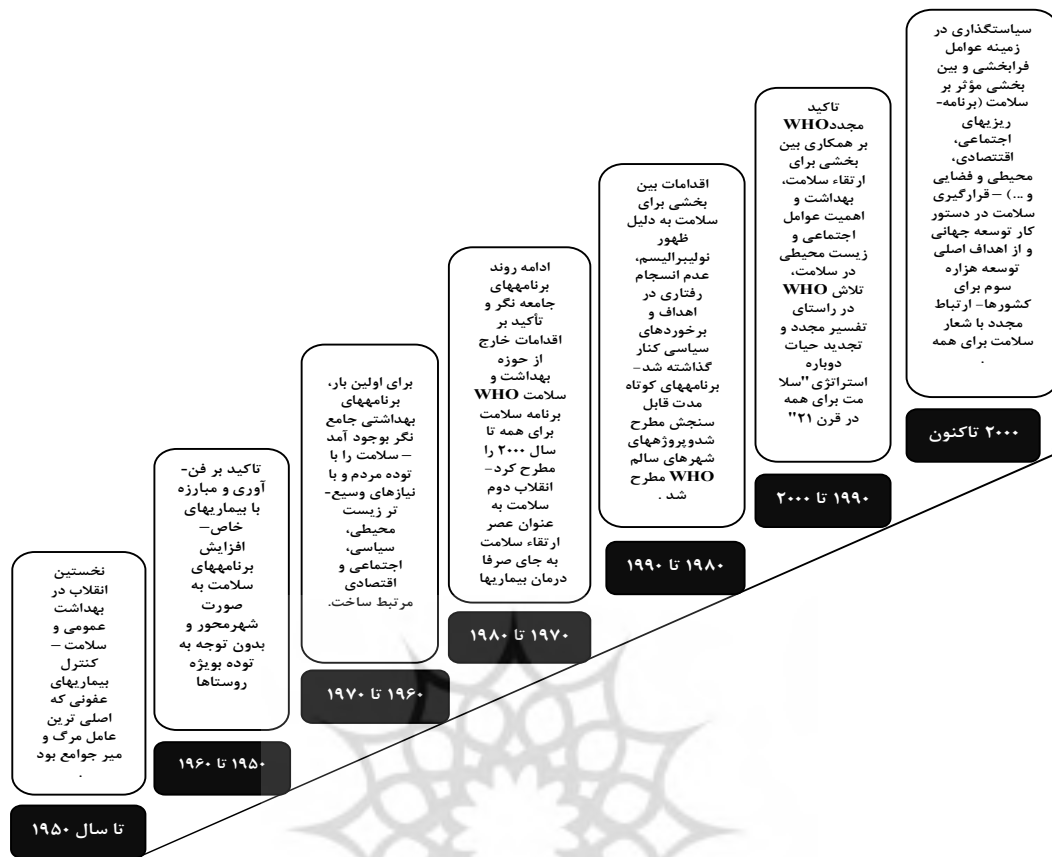 نخستین
انقلاب در
بهداشت
عمومی و
سلامت –
کنترل
بیماریهای
عفونی که
اصلی ترین
عامل مرگ و
میر جوامع بود
.
تا سال ۱۹۵۰
تاکید بر فن-
آوری و مبارزه
با بیماریهای
خاص–
افزایش
برنامههای
سلامت به
صورت
شهرمحور و
بدون توجه به
توده بویژه
روستاها
۱۹۵۰ تا ۱۹۶۰
برای اولین بار،
برنامههای
بهداشتی جامع
نگر بوجود آمد
– سلامت را با
توده مردم و با
نیازهای وسیع-
تر زیست
محیطی،
سیاسی،
اجتماعی و
اقتصادی
مرتبط ساخت.
۱۹۶۰ تا ۱۹۷۰
ادامه روند
برنامههای
جامعه نگر و
تأکید بر
اقدامات خارج
از حوزه
بهداشت و
سلامت WHO
برنامه سلامت
برای همه تا
سال ۲۰۰۰ را
مطرح کرد–
انقلاب دوم
سلامت به
عنوان عصر
ارتقاء سلامت
به جای صرفا
درمان بیماریها
۱۹۷۰ تا ۱۹۸۰
اقدامات بین
بخشی برای
سلامت به دلیل
ظهور
نولیبرالیسم،
عدم انسجام
رفتاری در
اهداف و
برخوردهای
سیاسی کنار
گذاشته شد–
برنامههای کوتاه
مدت قابل
سنجش مطرح
شدوپروژههای
شهرهای سالم
WHO مطرح
شد .
۱۹۸۰ تا ۱۹۹۰
تاکید
مجددWHO
بر همکاری بین
بخشی برای
ارتقاء سلامت،
بهداشت و
اهمیت عوامل
اجتماعی و
زیست محیطی
در سلامت،
تلاش WHO
در راستای
تفسیر مجدد و
تجدید حیات
دوباره
استراتژی "سلا
مت برای همه
در قرن ۲۱"
۱۹۹۰ تا ۲۰۰۰
سیاستگذاری در
زمینه عوامل
فرابخشی و بین
بخشی مؤثر بر
سلامت (برنامه-
ریزیهای
اجتماعی،
اقتتصادی،
محیطی و فضایی
و ...) – قرارگیری
سلامت در دستور
کار توسعه جهانی
و از اهداف اصلی
توسعه هزاره
سوم برای
کشورها- ارتباط
مجدد با شعار
سلامت برای همه
.
۲۰۰۰ تاکنون